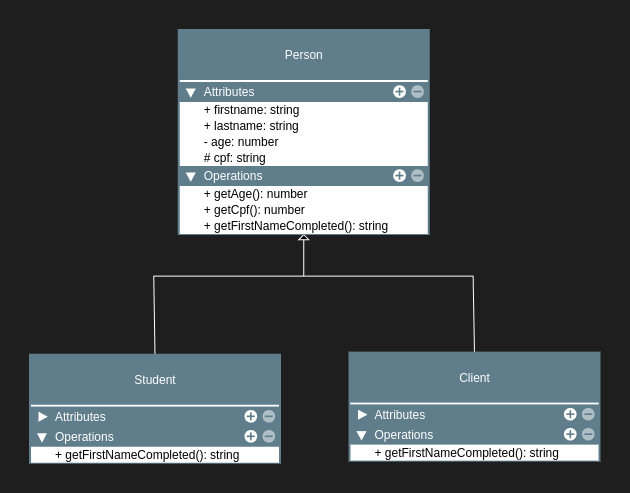 Person
Attributes
+ firstname: string
+ lastname: string
- age: number
# cpf: string
Operations
+ getAge(): number
+ getCpf(): number
+ getFirstNameCompleted(): string
Student
Attributes
Operations
+ getFirstNameCompleted(): string
Client
Attributes
Operations
+ getFirstNameCompleted(): string